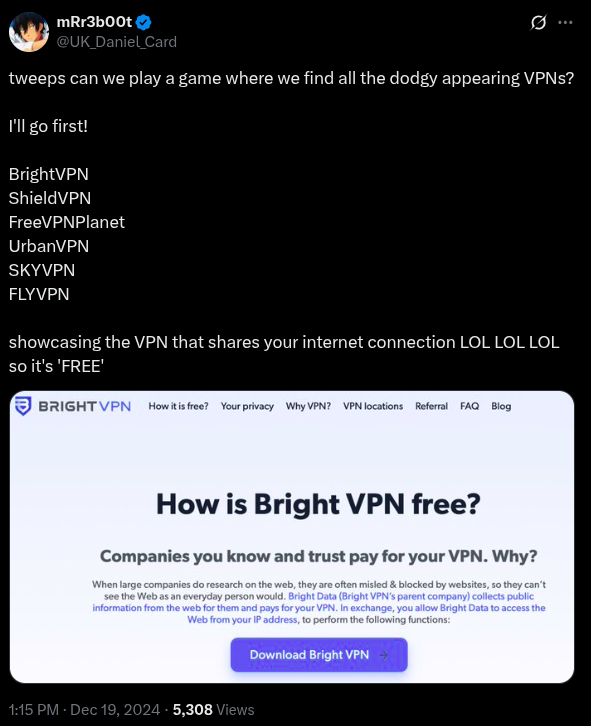 mRr3b00t
@UK_Daniel_Card
tweeps can we play a game where we find all the dodgy appearing VPNs?
I'll go first!
BrightVPN
ShieldVPN
FreeVPNPlanet
UrbanVPN
SKYVPN
FLYVPN
showcasing the VPN that shares your internet connection LOL LOL LOL
so it's 'FREE'
BRIGHTVPN How it is free? Your privacy Why VPN? VPN locations Referral FAQ Blog
How is Bright VPN free?
Companies you know and trust pay for your VPN. Why?
When large companies do research on the web, they are often misled & blocked by websites, so they can't
see the Web as an everyday person would. Bright Data (Bright VPN's parent company) collects public
information from the web for them and pays for your VPN. In exchange, you allow Bright Data to access the
Web from your IP address, to perform the following functions:
Download Bright VPN →
1:15 PM · Dec 19, 2024 · 5,308 Views